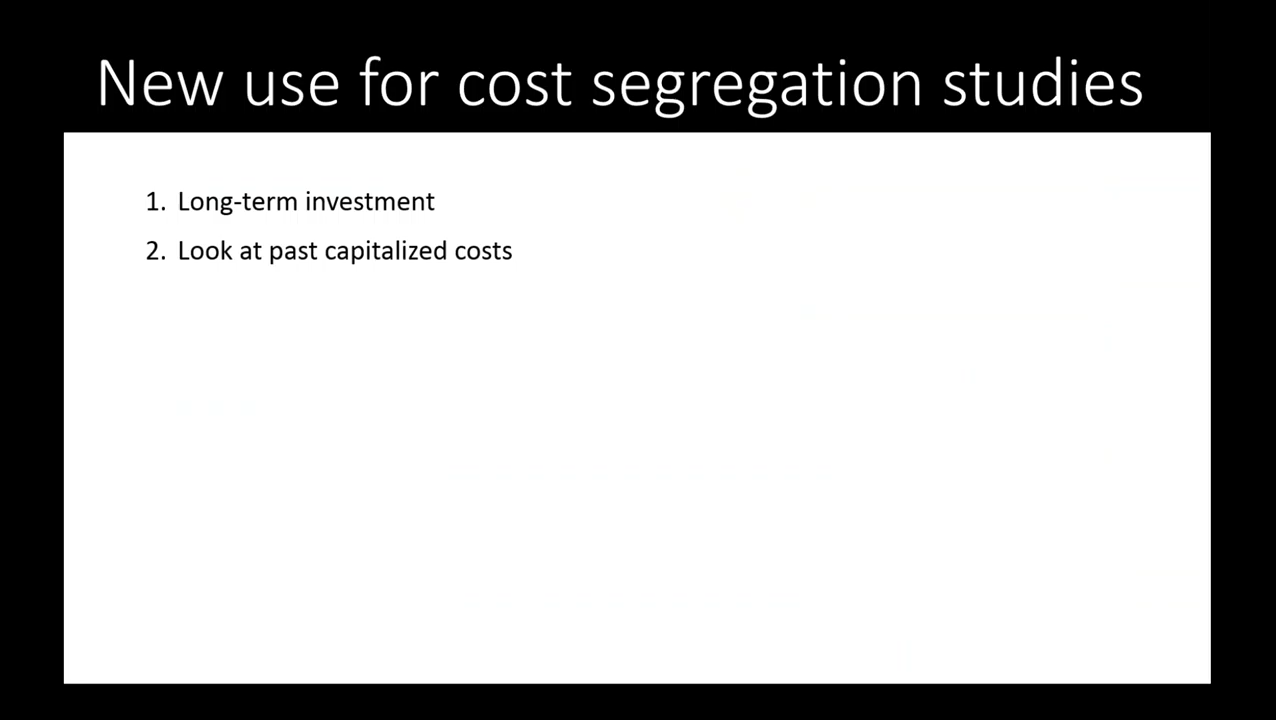 New use for cost segregation studies
1. Long-term investment
2. Look at past capitalized costs